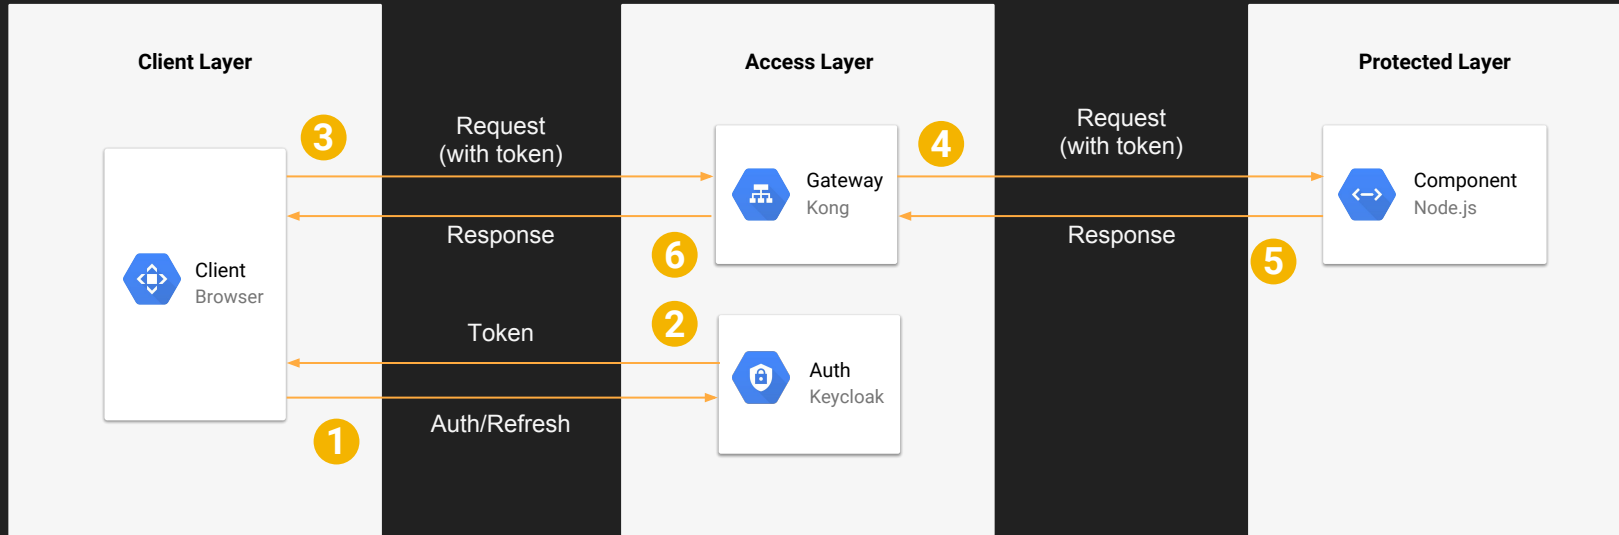 Client Layer
Access Layer
Protected Layer
3
Request
(with token)
4
Request
(with token)
Gateway
Kong
Component
Node.js
Response
6
Response
5
Client
Browser
Token
2
Auth
Keycloak
Auth/Refresh
1